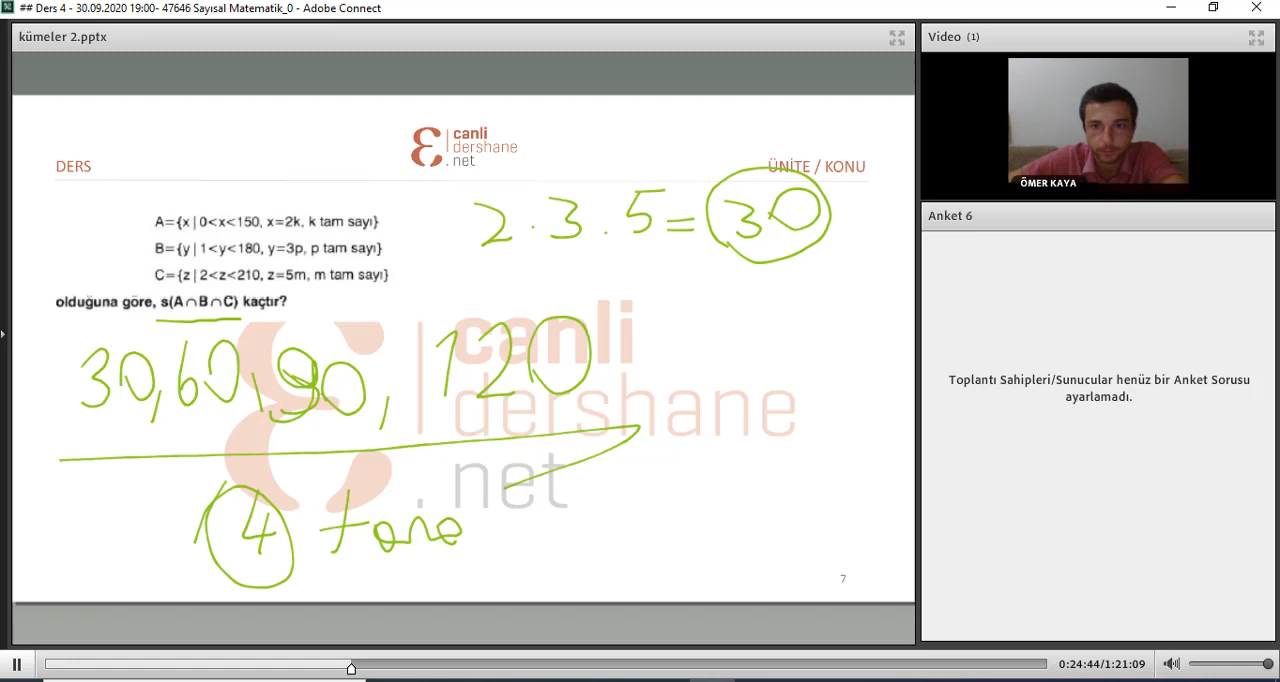 ## Ders 4 - 30.09.2020 19:00- 47646 Sayısal Matematik_0 - Adobe Connect
kümeler 2.pptx
canli
dershane
.net
DERS
ÜNİTE / KONU
A={x | 0<x<150, x=2k, k tam sayı}
B={y | 1<y<180, y=3p, p tam sayı}
C={z | 2<z<210, z=5m, m tam sayı}
olduğuna göre, s(A∩B∩C) kaçtır?
2.3.5=30
30,60,90, 120
canli
dershane
.net
4 tane
7
Video (1)
ÖMER KAYA
Anket 6
Toplantı Sahipleri/Sunucular henüz bir Anket Sorusu
ayarlamadı.
0:24:44/1:21:09